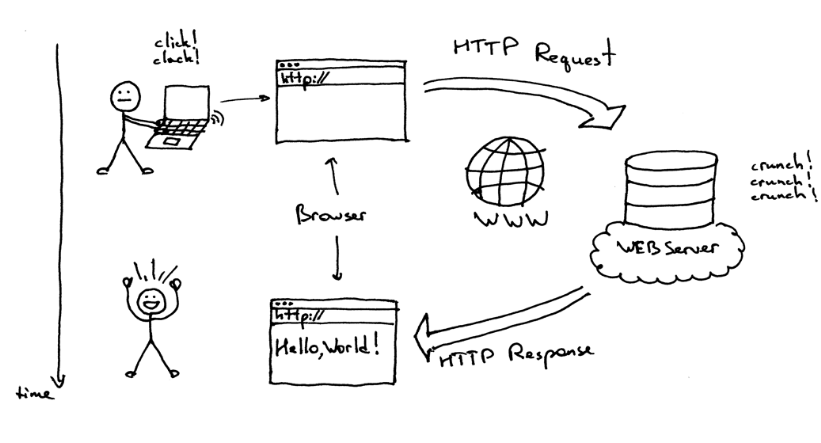 click!
clack!
http://
HTTP Request
crunch!
crunch!
crunch!
WWW
Browser
WEB Server
http://
Hello, World!
HTTP Response
time